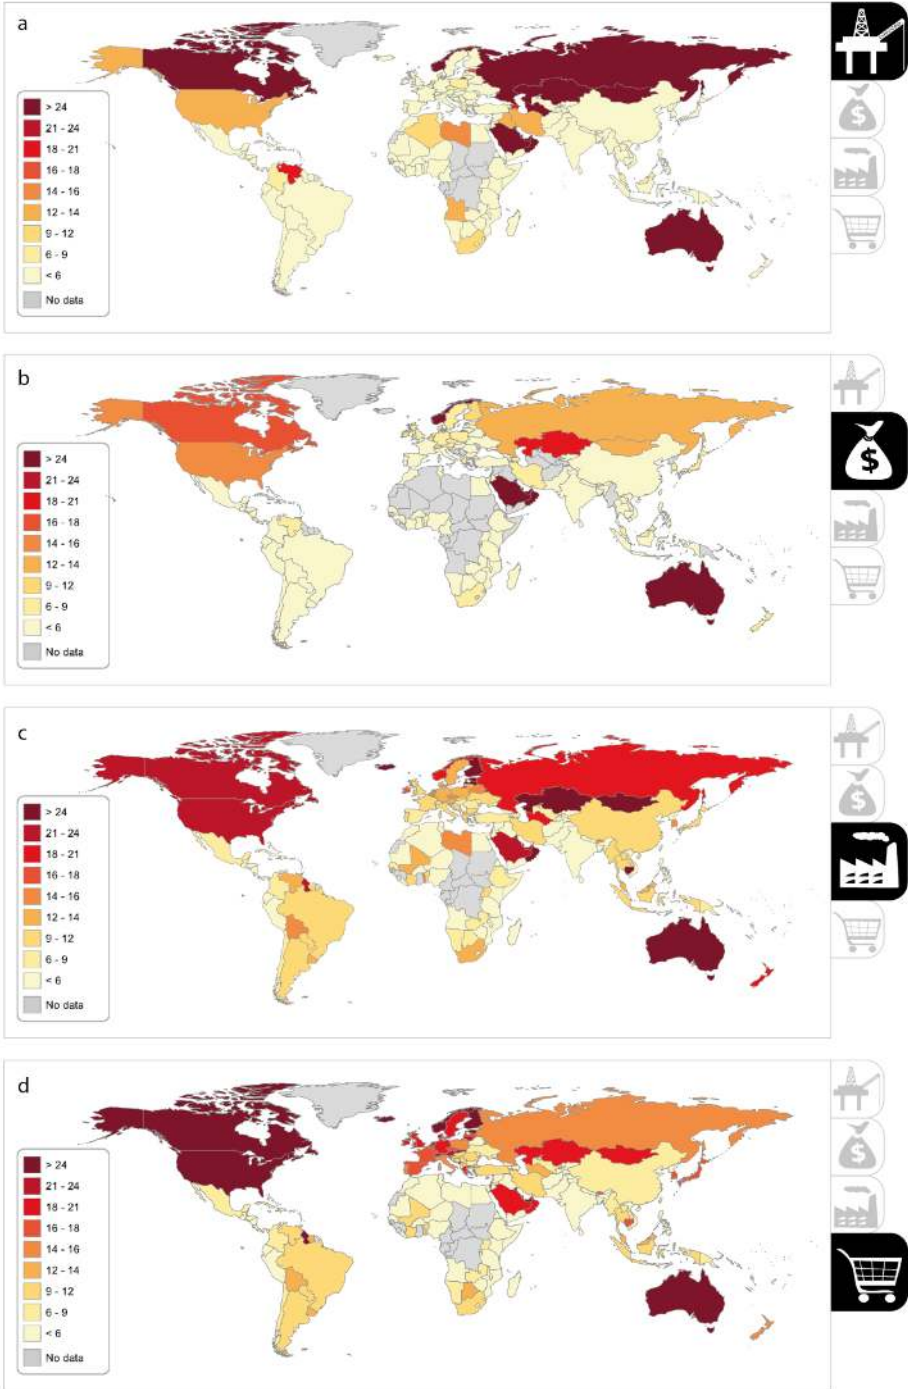 a
> 24
21 - 24
18 - 21
16 - 18
14 - 16
12 - 14
9 - 12
6 - 9
< 6
No data
b
> 24
21 - 24
18 - 21
16 - 18
14 - 16
12 - 14
9 - 12
6 - 9
< 6
No data
$
$
c
> 24
21 - 24
18 - 21
16 - 18
14 - 16
12 - 14
9 - 12
6 - 9
< 6
No data
$
d
> 24
21 - 24
18 - 21
16 - 18
14 - 16
12 - 14
9 - 12
6 - 9
< 6
No data
$